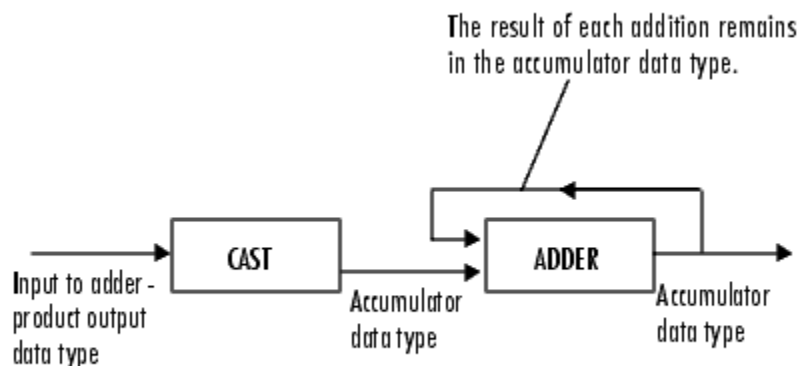 The result of each addition remains
in the accumulator data type.
CAST
ADDER
Input to adder -
product output
data type
Accumulator
data type
Accumulator
data type